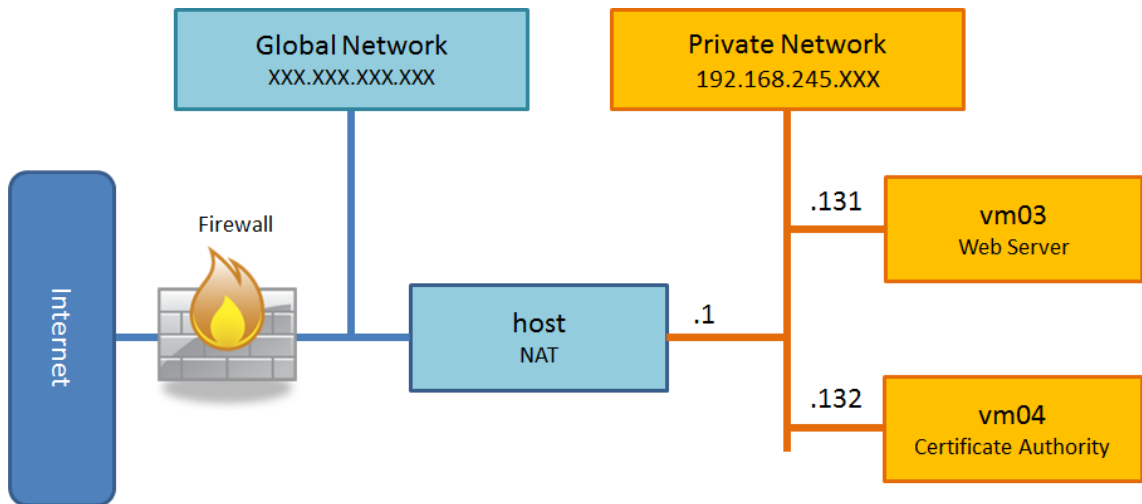 Global Network
XXX.XXX.XXX.XXX
Private Network
192.168.245.XXX
Internet
Firewall
host
NAT
.1
.131
vm03
Web Server
.132
vm04
Certificate Authority